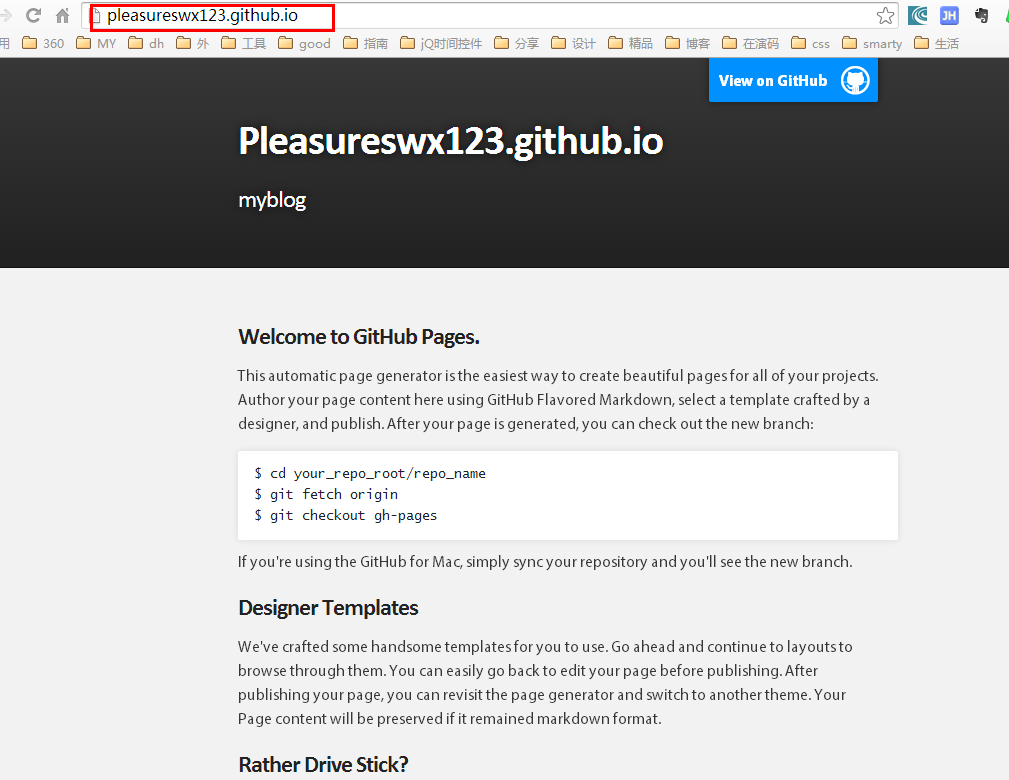 pleasureswx123.github.io
JH
用 360 MY dh 外 工具 good 指南 jQ时间控件 分享 设计 精品 博客 在演码 css smarty 生活
View on GitHub
Pleasureswx123.github.io
myblog
Welcome to GitHub Pages.
This automatic page generator is the easiest way to create beautiful pages for all of your projects.
Author your page content here using GitHub Flavored Markdown, select a template crafted by a
designer, and publish. After your page is generated, you can check out the new branch:
$ cd your_repo_root/repo_name
$ git fetch origin
$ git checkout gh-pages
If you're using the GitHub for Mac, simply sync your repository and you'll see the new branch.
Designer Templates
We've crafted some handsome templates for you to use. Go ahead and continue to layouts to
browse through them. You can easily go back to edit your page before publishing. After
publishing your page, you can revisit the page generator and switch to another theme. Your
Page content will be preserved if it remained markdown format.
Rather Drive Stick?